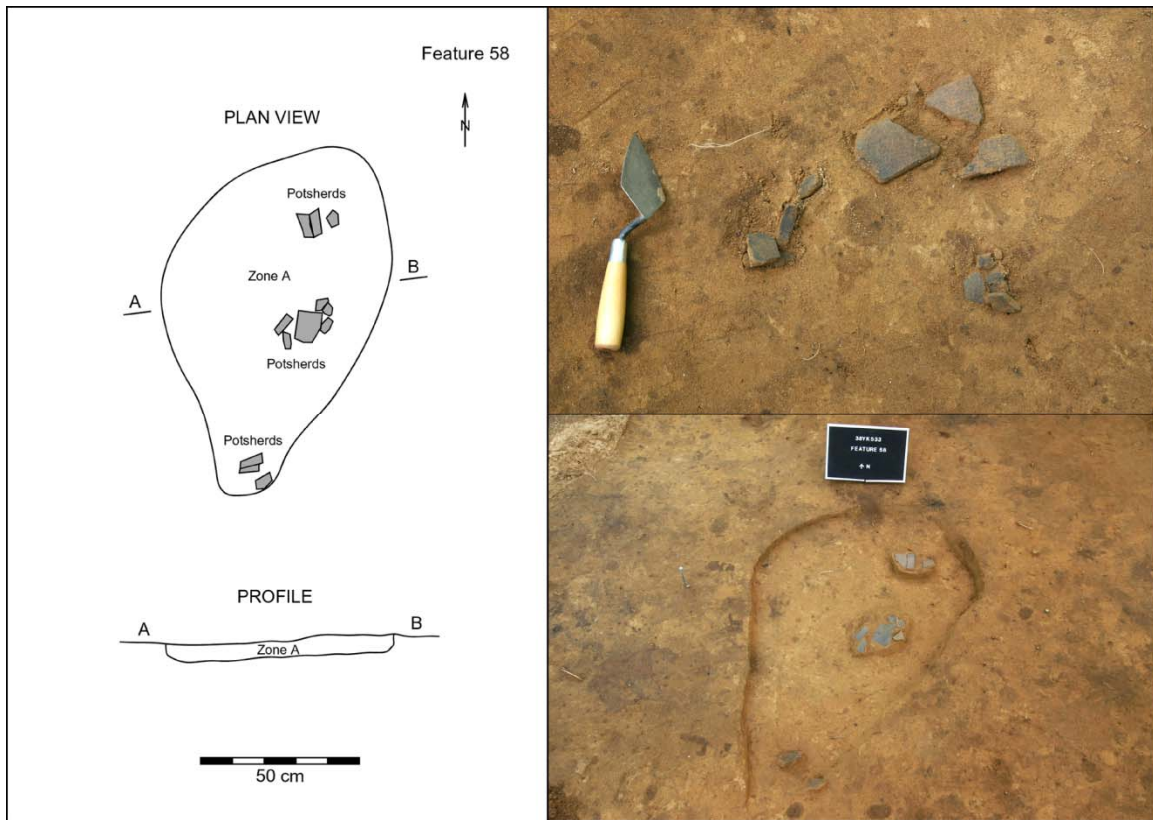 Feature 58
N
PLAN VIEW
Potsherds
Zone A
B
A
Potsherds
Potsherds
PROFILE
A
B
Zone A
50 cm
38YK533
FEATURE 58
↑ N